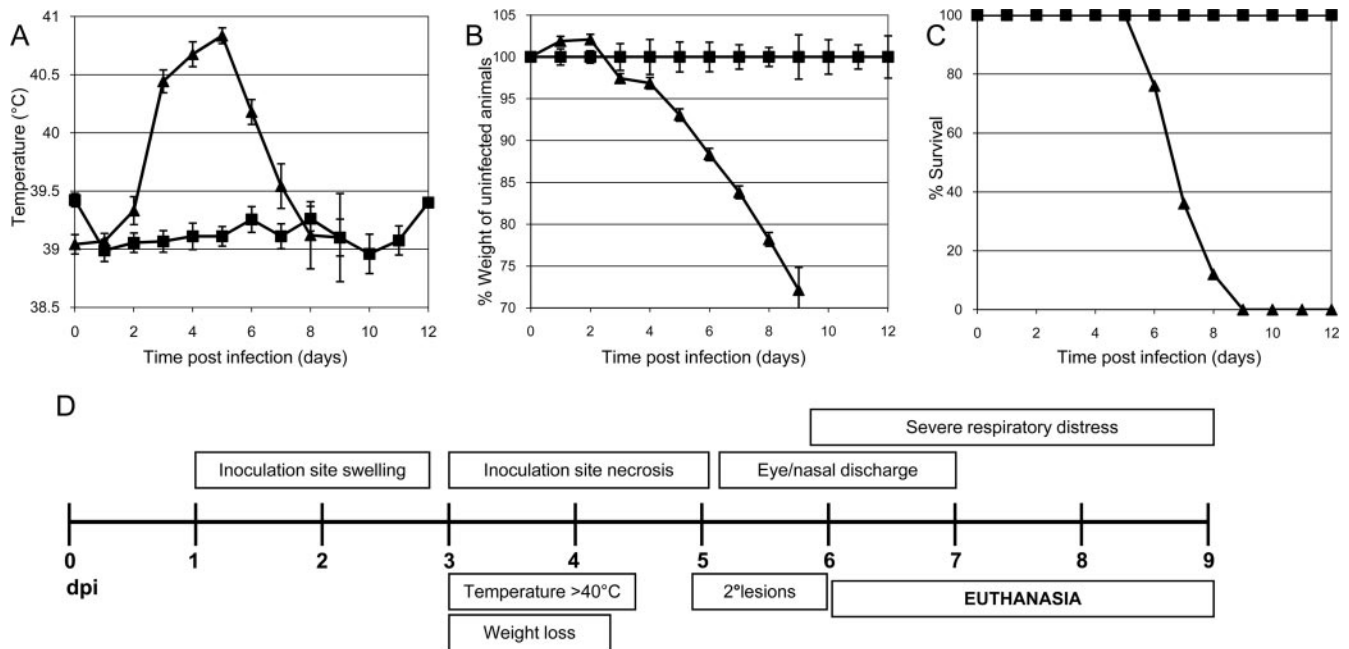 A
Temperature (°C)
41
40.5
40
39.5
39
38.5
0 2 4 6 8 10 12
Time post infection (days)
B
% Weight of uninfected animals
105
100
95
90
85
80
75
70
0 2 4 6 8 10 12
Time post infection (days)
C
% Survival
100
80
60
40
20
0
0 2 4 6 8 10 12
Time post infection (days)
D
Severe respiratory distress
Inoculation site swelling Inoculation site necrosis Eye/nasal discharge
0 1 2 3 4 5 6 7 8 9
dpi
Temperature >40°C 2°lesions EUTHANASIA
Weight loss